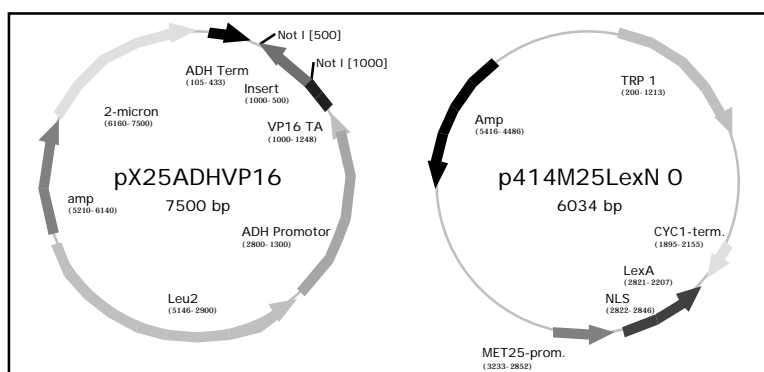 Not I [500]
Not I [1000]
ADH Term
(105-433)
Insert
(1000-500)
VP16 TA
(1000-1248)
2-micron
(6160-7500)
pX25ADHVP16
7500 bp
amp
(5210-6140)
ADH Promotor
(2800-1300)
Leu2
(5146-2900)
TRP 1
(200-1213)
Amp
(5416-4486)
p414M25LexN 0
6034 bp
CYC1-term.
(1895-2155)
LexA
(2821-2207)
NLS
(2822-2846)
MET25-prom.
(3233-2852)